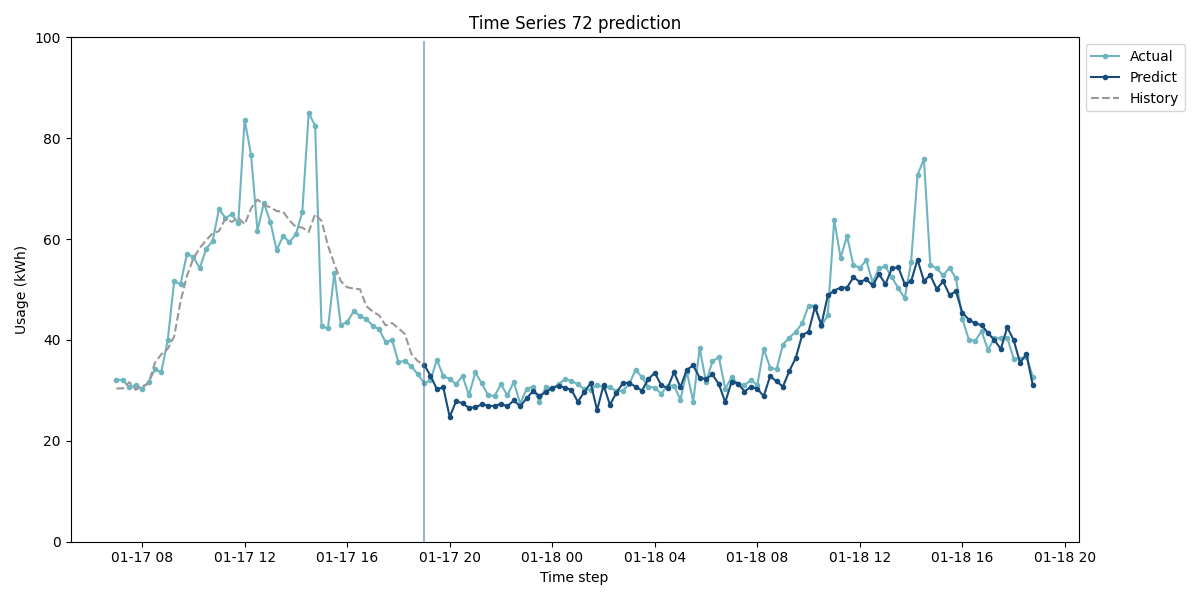 Time Series 72 prediction
100
80
60
40
20
0
Usage (kWh)
01-17 08
01-17 12
01-17 16
01-17 20
01-18 00
01-18 04
01-18 08
01-18 12
01-18 16
01-18 20
Time step
Actual
Predict
History